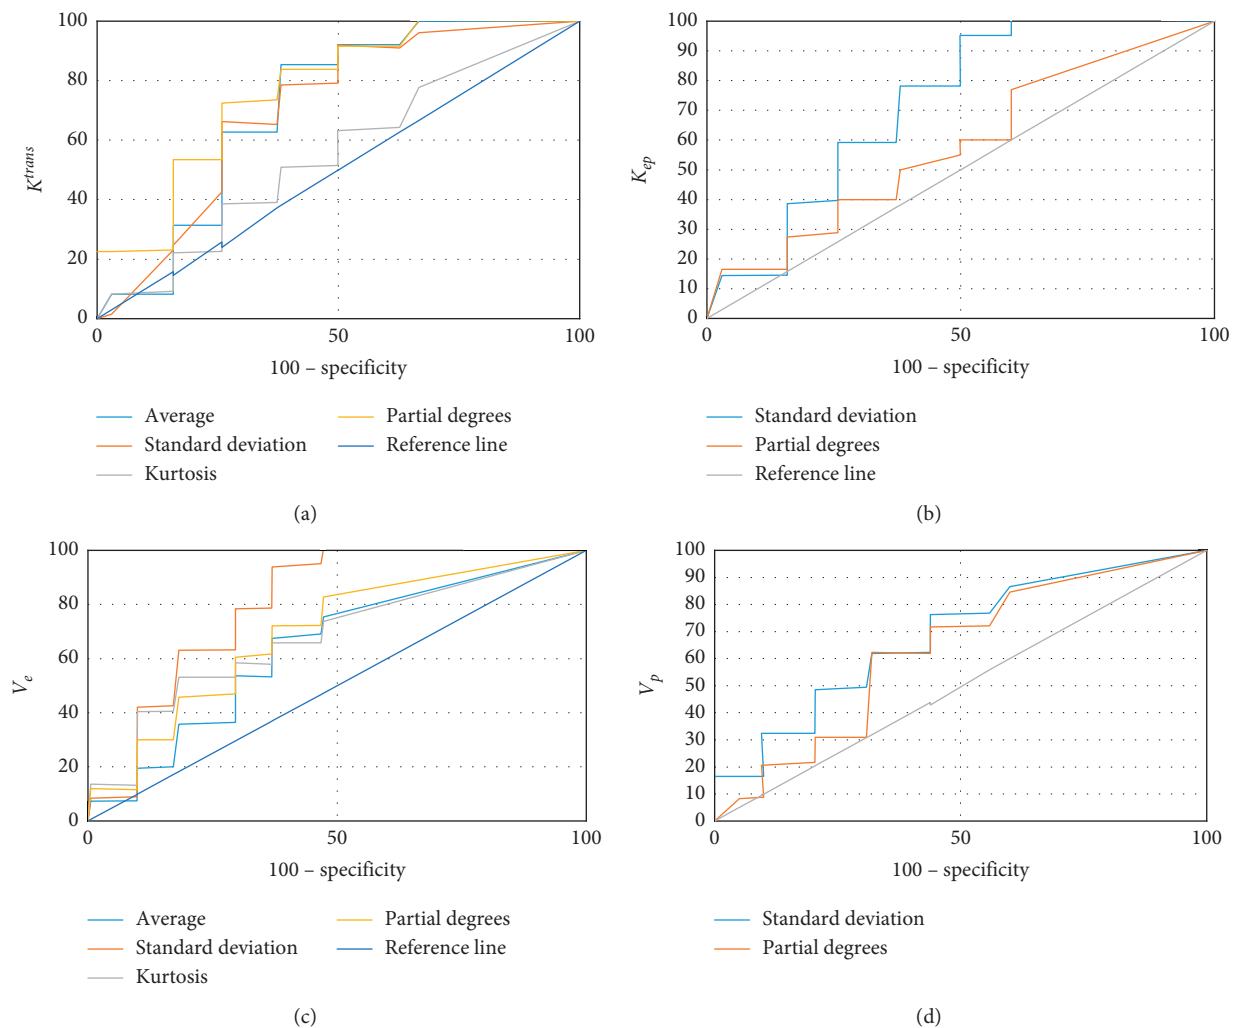 100
80
60
40
20
0
K^trans
0 50 100
100 – specificity
Average
Standard deviation
Kurtosis
Partial degrees
Reference line
(a)
100
90
80
70
60
50
40
30
20
10
0
K_ep
0 50 100
100 – specificity
Standard deviation
Partial degrees
Reference line
(b)
100
80
60
40
20
0
V_e
0 50 100
100 – specificity
Average
Standard deviation
Kurtosis
Partial degrees
Reference line
(c)
100
90
80
70
60
50
40
30
20
10
0
V_p
0 50 100
100 – specificity
Standard deviation
Partial degrees
(d)